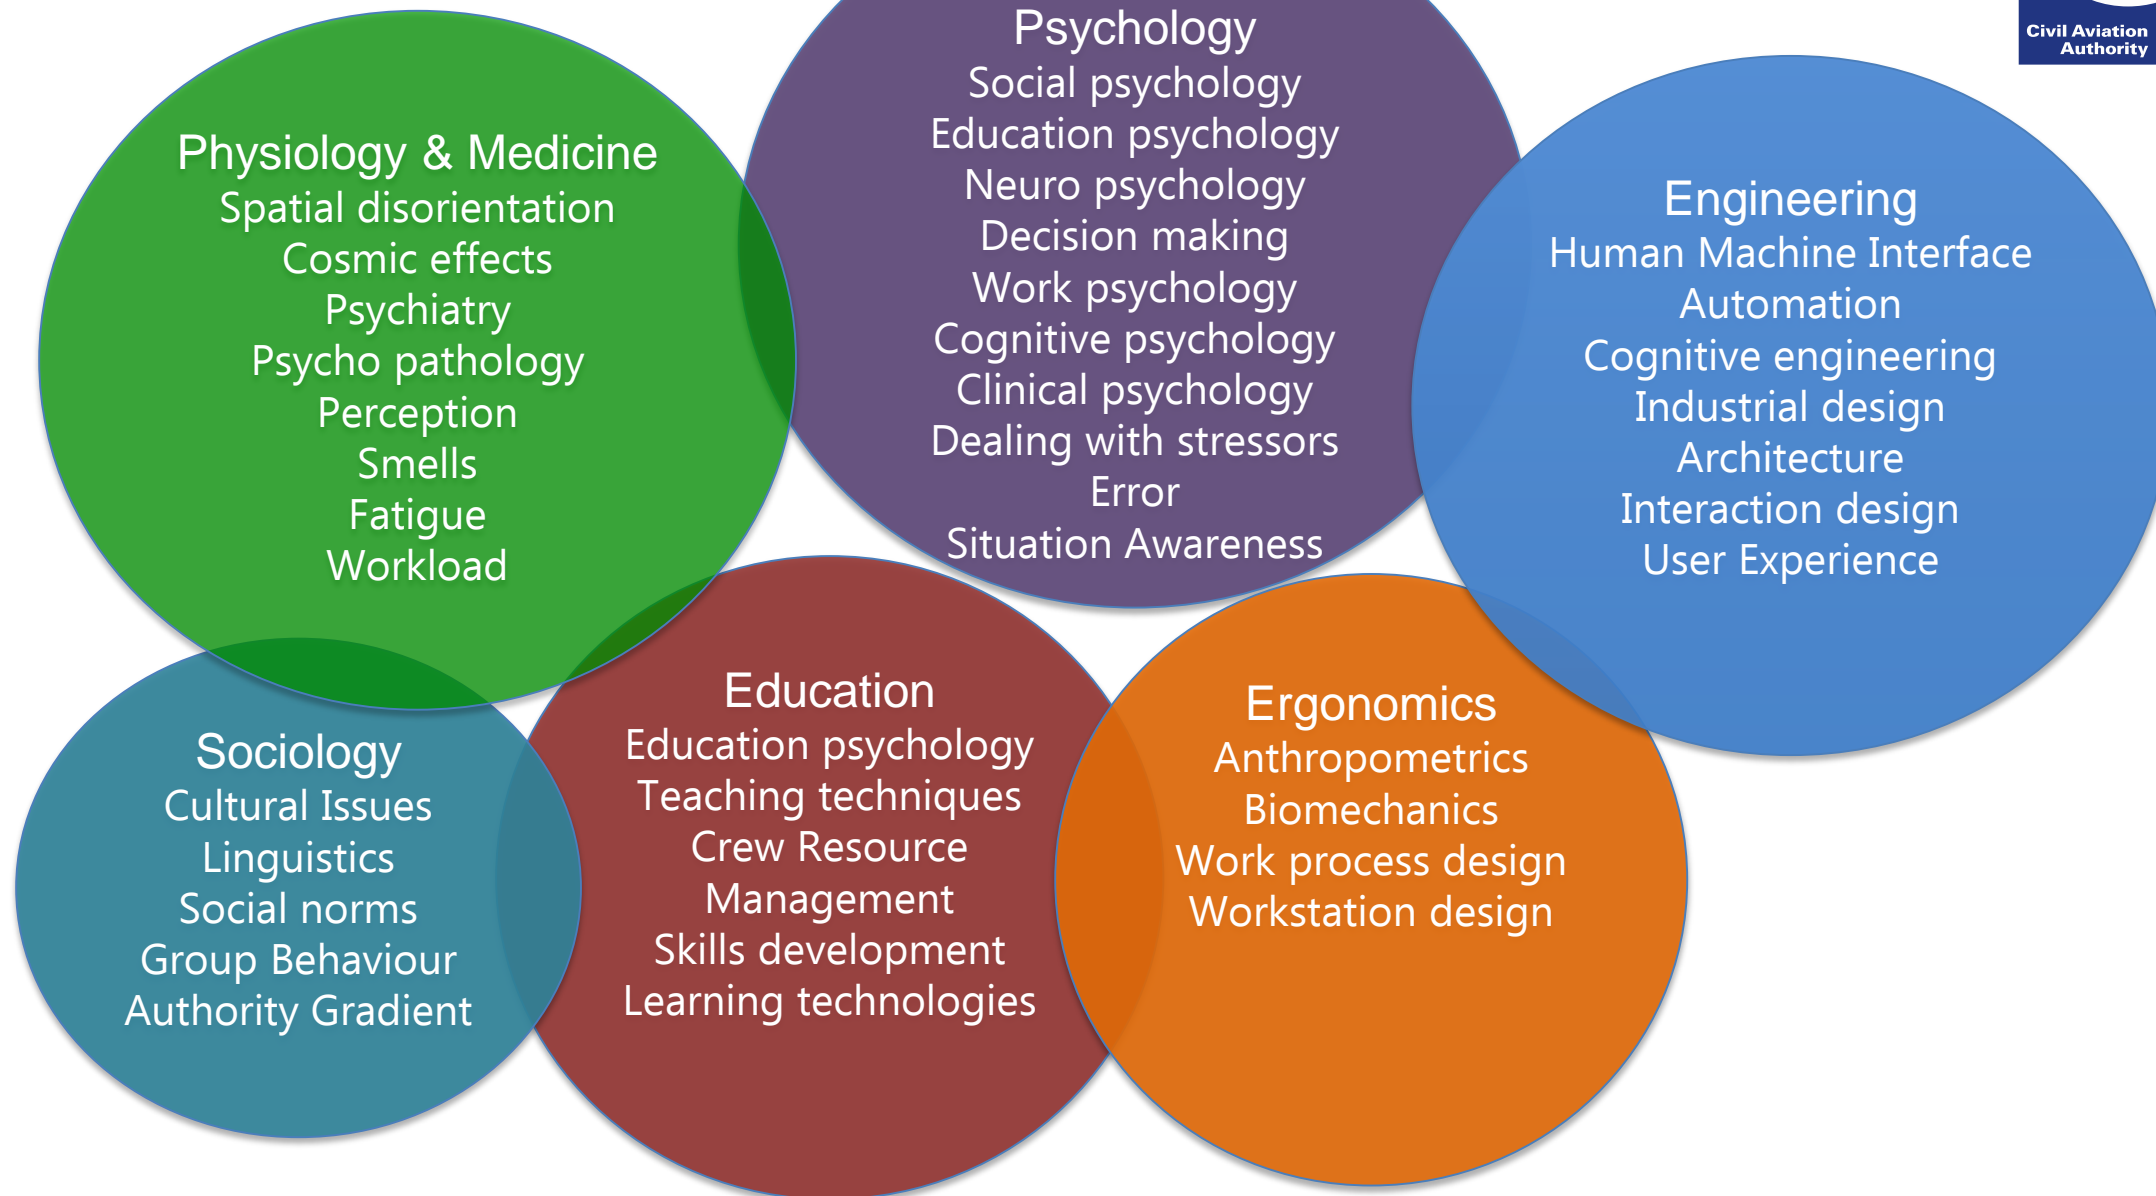 Civil Aviation
Authority
Physiology & Medicine
Spatial disorientation
Cosmic effects
Psychiatry
Psycho pathology
Perception
Smells
Fatigue
Workload
Psychology
Social psychology
Education psychology
Neuro psychology
Decision making
Work psychology
Cognitive psychology
Clinical psychology
Dealing with stressors
Error
Situation Awareness
Engineering
Human Machine Interface
Automation
Cognitive engineering
Industrial design
Architecture
Interaction design
User Experience
Sociology
Cultural Issues
Linguistics
Social norms
Group Behaviour
Authority Gradient
Education
Education psychology
Teaching techniques
Crew Resource
Management
Skills development
Learning technologies
Ergonomics
Anthropometrics
Biomechanics
Work process design
Workstation design